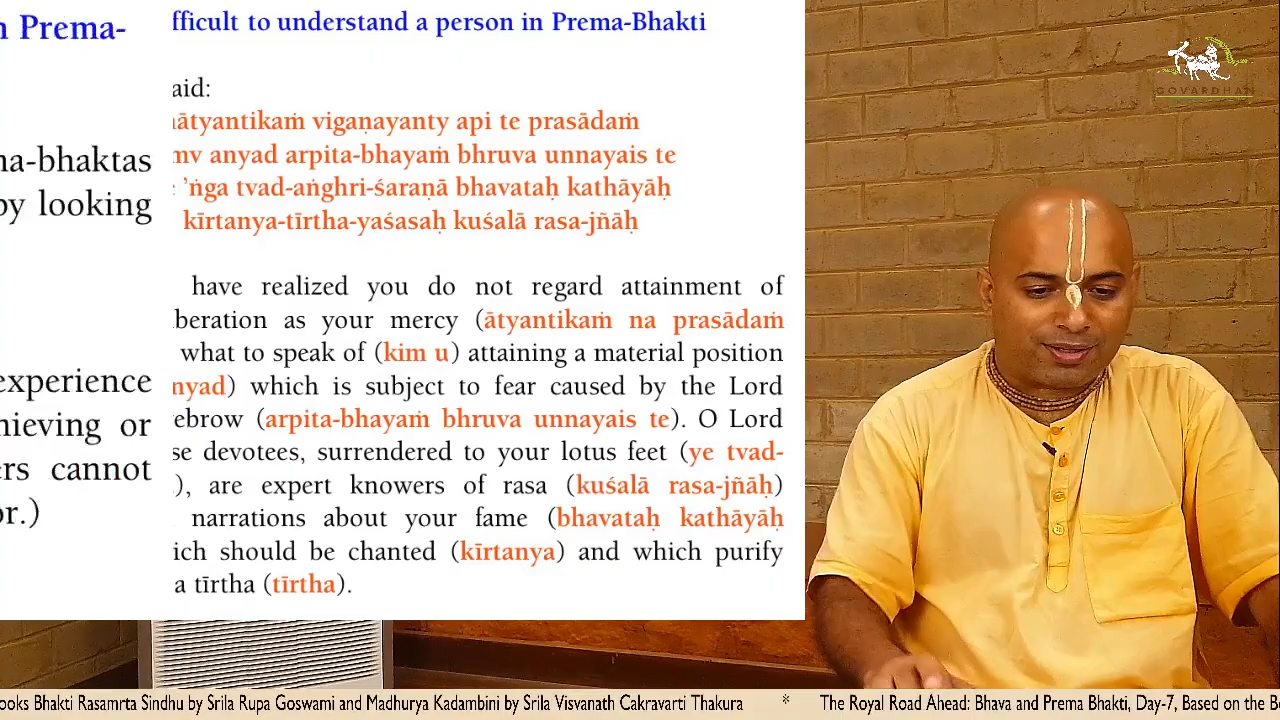 n Prema-
na-bhaktas
by looking
experience
hieving or
ers cannot
or.)
fficult to understand a person in Prema-Bhakti
aid:
ātyantikaṁ vigaṇayanty api te prasādaṁ
mv anyad arpita-bhayaṁ bhruva unnayais te
’ṅga tvad-aṅghri-śaraṇā bhavataḥ kathāyāḥ
kīrtanya-tīrtha-yaśasaḥ kuśalā rasa-jñāḥ
have realized you do not regard attainment of
beration as your mercy (ātyantikaṁ na prasādaṁ
what to speak of (kim u) attaining a material position
nyad) which is subject to fear caused by the Lord
ebrow (arpita-bhayaṁ bhruva unnayais te). O Lord
se devotees, surrendered to your lotus feet (ye tvad-
), are expert knowers of rasa (kuśalā rasa-jñāḥ)
narrations about your fame (bhavataḥ kathāyāḥ
ich should be chanted (kīrtanya) and which purify
a tīrtha (tīrtha).
GOVARDHAN
ooks Bhakti Rasamrta Sindhu by Srila Rupa Goswami and Madhurya Kadambini by Srila Visvanath Cakravarti Thakura * The Royal Road Ahead: Bhava and Prema Bhakti, Day-7, Based on the B